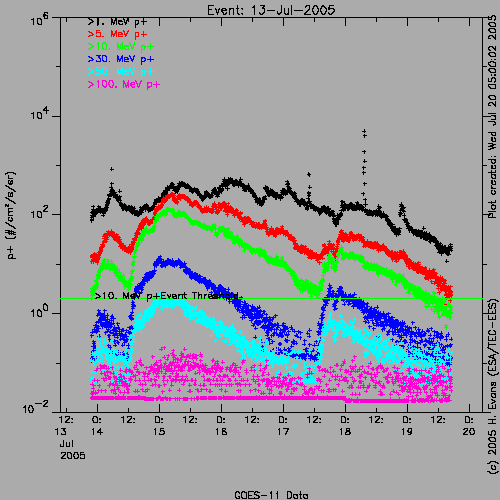 Event: 13-Jul-2005
>1. MeV p+
>5. MeV p+
>10. MeV p+
>30. MeV p+
>50. MeV p+
>100. MeV p+
10^6
10^4
10^2
10^0
10^-2
p+ (#/cm²/s/sr)
>10. MeV p+Event Threshold
12: 0: 12: 0: 12: 0: 12: 0: 12: 0: 12: 0: 12: 0:
13 14 15 16 17 18 19 20
Jul
2005
GOES-11 Data
Plot created: Wed Jul 20 05:00:02 2005
(c) 2005 H. Evans (ESA/TEC-EES)